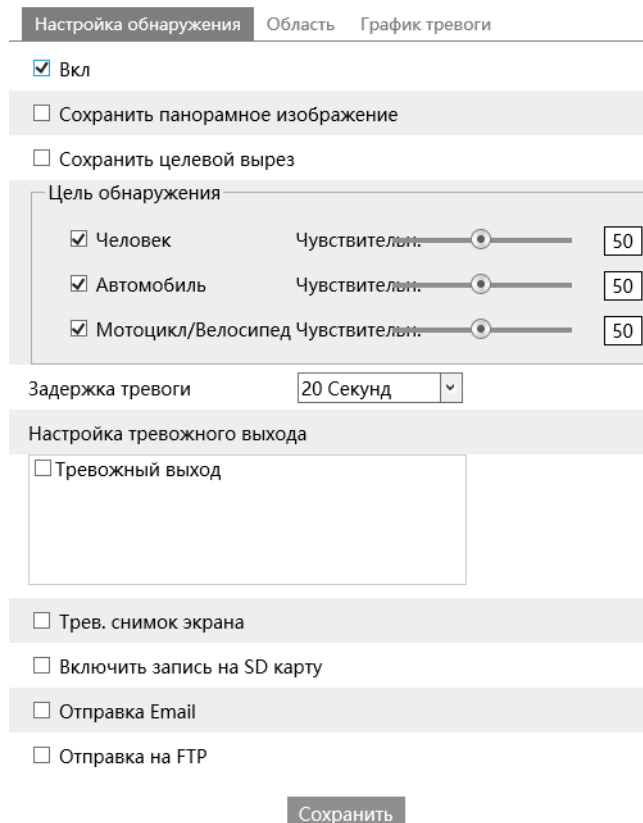 Настройка обнаружения Область График тревоги
Вкл
Сохранить панорамное изображение
Сохранить целевой вырез
Цель обнаружения
Человек Чувствительн. 50
Автомобиль Чувствительн. 50
Мотоцикл/Велосипед Чувствительн. 50
Задержка тревоги 20 Секунд
Настройка тревожного выхода
Тревожный выход
Трев. снимок экрана
Включить запись на SD карту
Отправка Email
Отправка на FTP
Сохранить